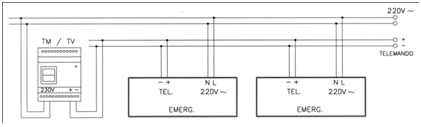 220V ~
TM / TV
+
−
TELEMANDO
230V + −
− + N L
TEL. 220V ~
EMERG.
− + N L
TEL. 220V ~
EMERG.